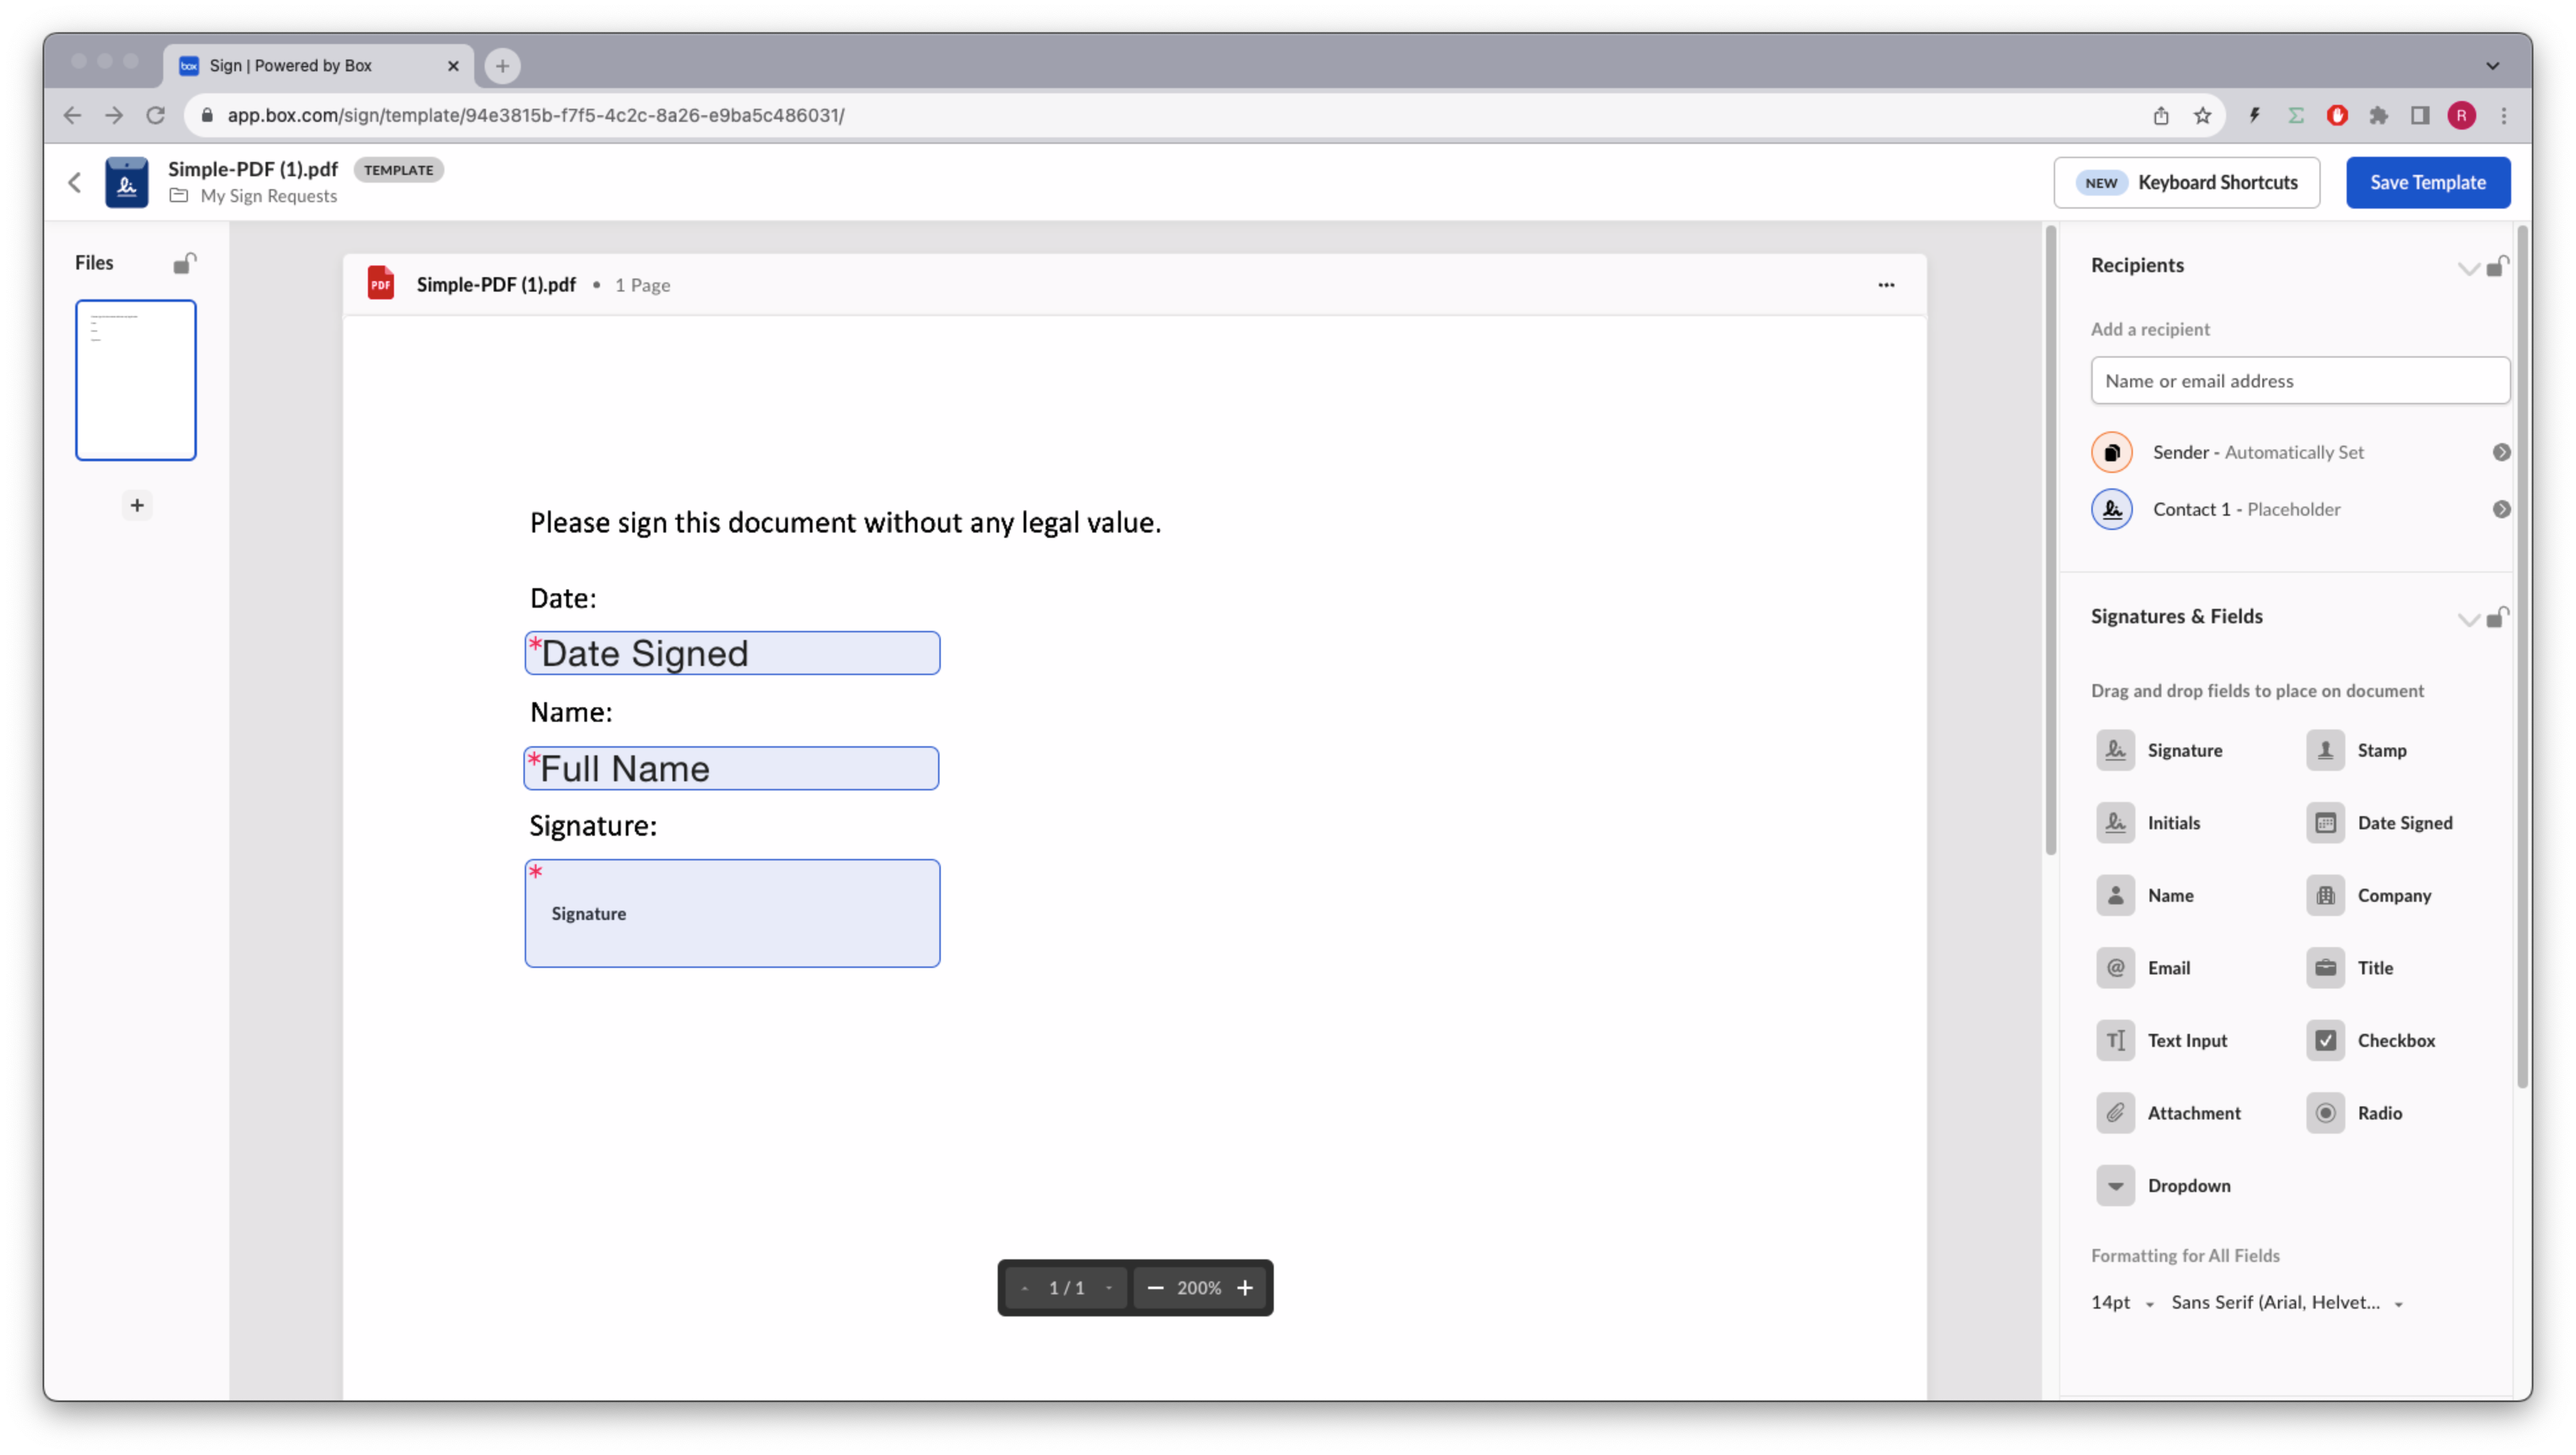 box Sign | Powered by Box
app.box.com/sign/template/94e3815b-f7f5-4c2c-8a26-e9ba5c486031/
R
Simple-PDF (1).pdf TEMPLATE
My Sign Requests
NEW Keyboard Shortcuts
Save Template
Files
PDF Simple-PDF (1).pdf • 1 Page
Please sign this document without any legal value.
Date:
*Date Signed
Name:
*Full Name
Signature:
*
Signature
1 / 1
200%
Recipients
Add a recipient
Name or email address
Sender - Automatically Set
Contact 1 - Placeholder
Signatures & Fields
Drag and drop fields to place on document
Signature Stamp
Initials Date Signed
Name Company
Email Title
Text Input Checkbox
Attachment Radio
Dropdown
Formatting for All Fields
14pt Sans Serif (Arial, Helvet...